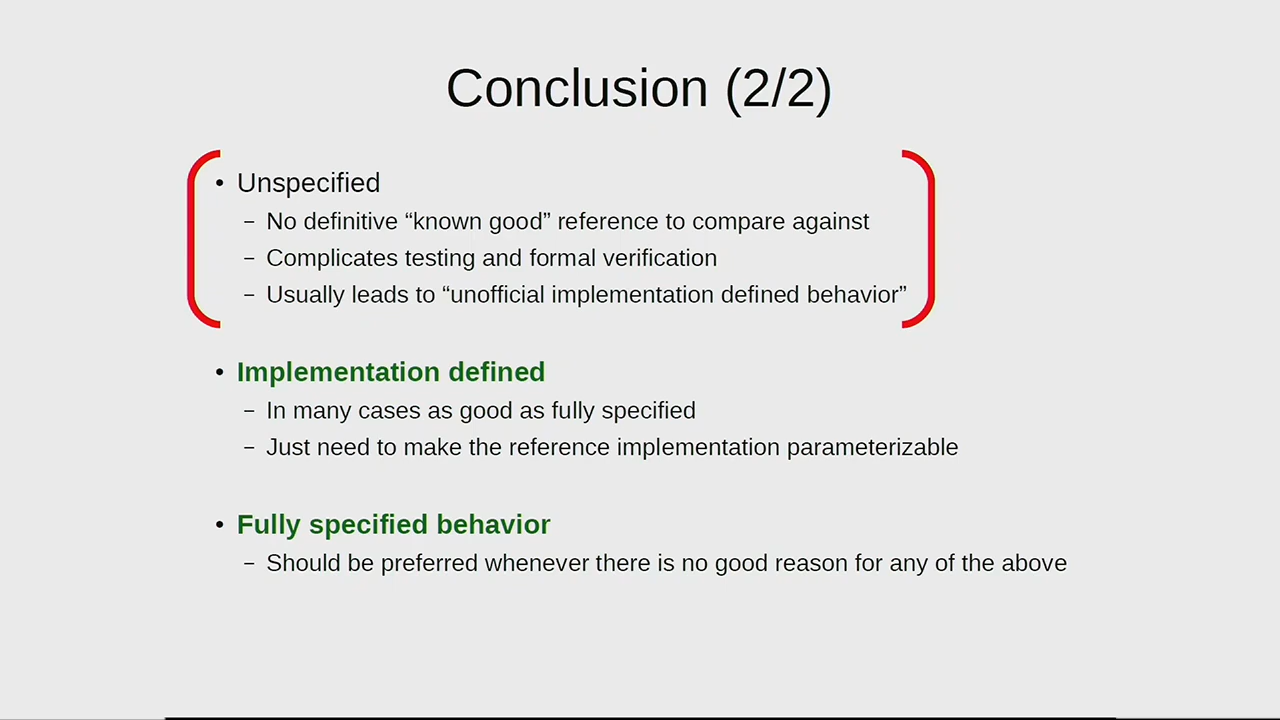 Conclusion (2/2)
• Unspecified
– No definitive “known good” reference to compare against
– Complicates testing and formal verification
– Usually leads to “unofficial implementation defined behavior”
• Implementation defined
– In many cases as good as fully specified
– Just need to make the reference implementation parameterizable
• Fully specified behavior
– Should be preferred whenever there is no good reason for any of the above